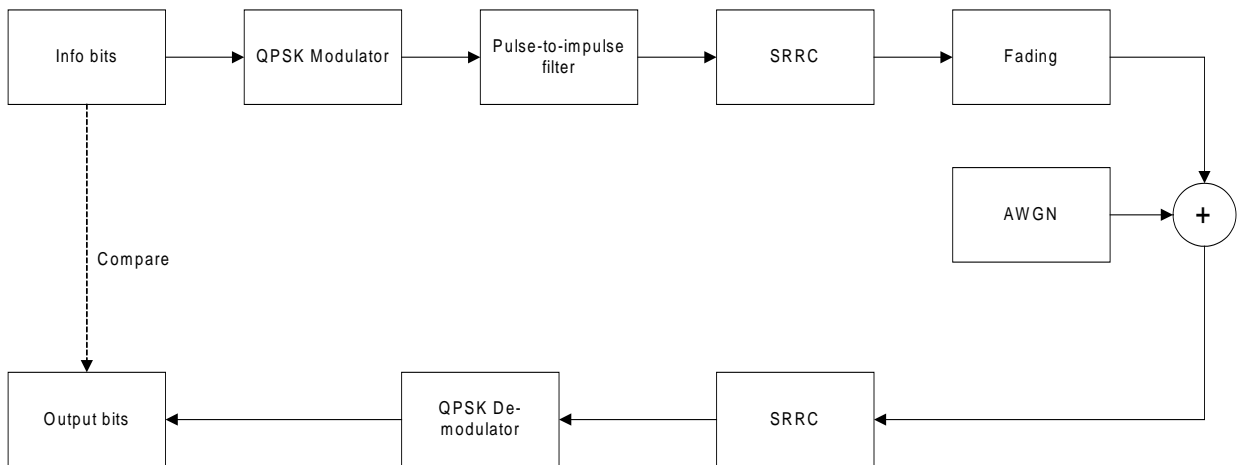 Info bits
QPSK Modulator
Pulse-to-impulse
filter
SRRC
Fading
AWGN
+
Compare
Output bits
QPSK De-
modulator
SRRC